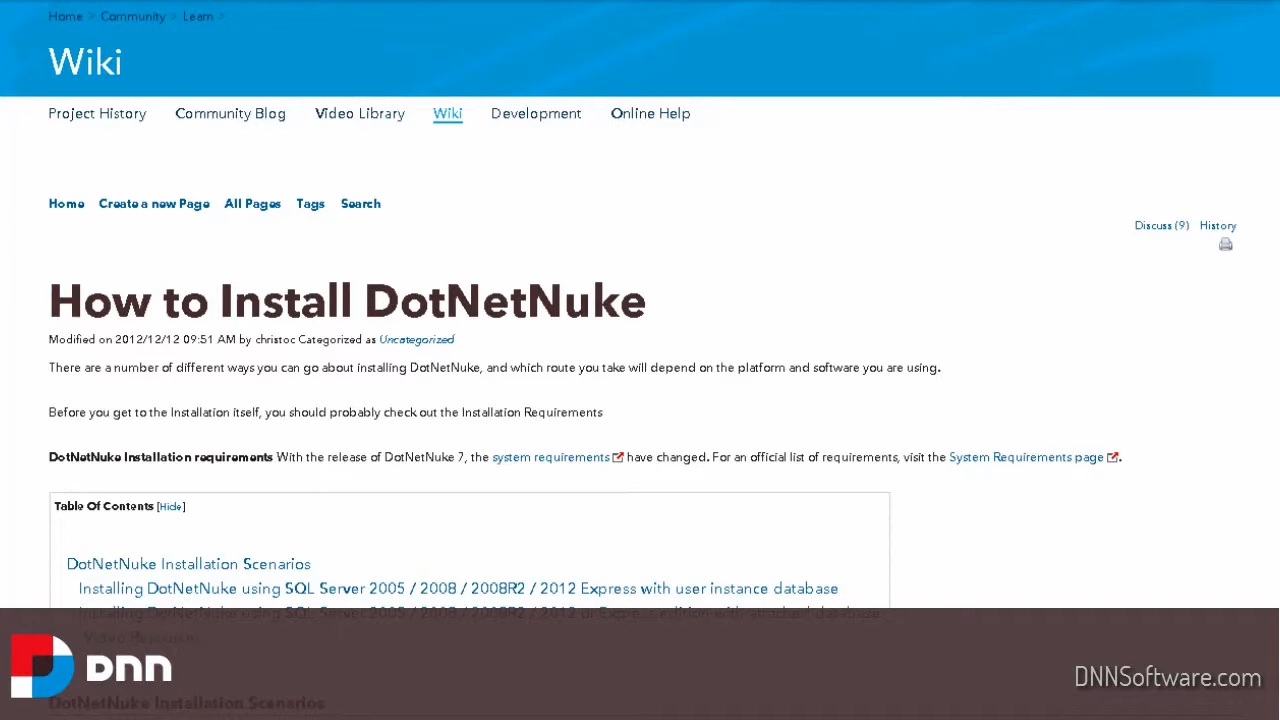 Home > Community > Learn >
Wiki
Project History Community Blog Video Library Wiki Development Online Help
Home Create a new Page All Pages Tags Search
Discuss (9) History
How to Install DotNetNuke
Modified on 2012/12/12 09:51 AM by christoc Categorized as Uncategorized
There are a number of different ways you can go about installing DotNetNuke, and which route you take will depend on the platform and software you are using.
Before you get to the Installation itself, you should probably check out the Installation Requirements
DotNetNuke Installation requirements With the release of DotNetNuke 7, the system requirements have changed. For an official list of requirements, visit the System Requirements page .
Table Of Contents [Hide]
DotNetNuke Installation Scenarios
Installing DotNetNuke using SQL Server 2005 / 2008 / 2008R2 / 2012 Express with user instance database
Installing DotNetNuke using SQL Server 2005 / 2008 / 2008R2 / 2012 or Express edition with attached database
Video Resources
DNN
DNNSoftware.com
DotNetNuke Installation Scenarios